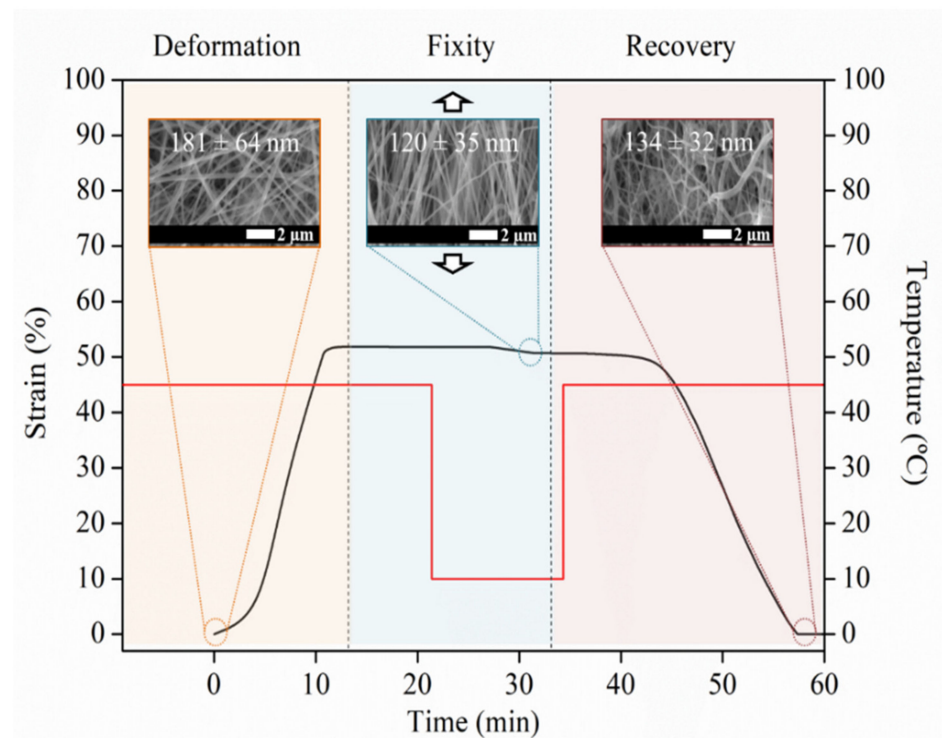 Deformation Fixity Recovery
100 100
181 ± 64 nm 120 ± 35 nm 134 ± 32 nm
90 90
80 80
2 µm 2 µm 2 µm
70 70
60 60
50 50
40 40
30 30
20 20
10 10
0 0
Strain (%)
Temperature (ºC)
0 10 20 30 40 50 60
Time (min)